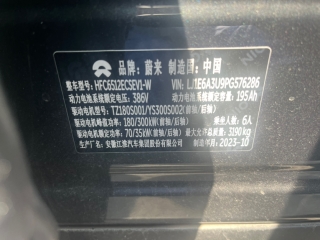 品牌：蔚来 制造国：中国
整车型号：HFC6512ECSEV1-W VIN：LJ1E6A3U9PG576286
动力电池系统额定电压：386V 动力电池系统额定容量：195Ah
驱动电机型号：TZ180S001/YS300S002(前轴/后轴)
驱动电机峰值功率：180/300kW(前轴/后轴) 乘坐人数：6人
驱动电机额定功率：70/35kW(前轴/后轴) 最大允许总质量：3190kg
安徽江淮汽车集团股份有限公司 制造年月：2023-10